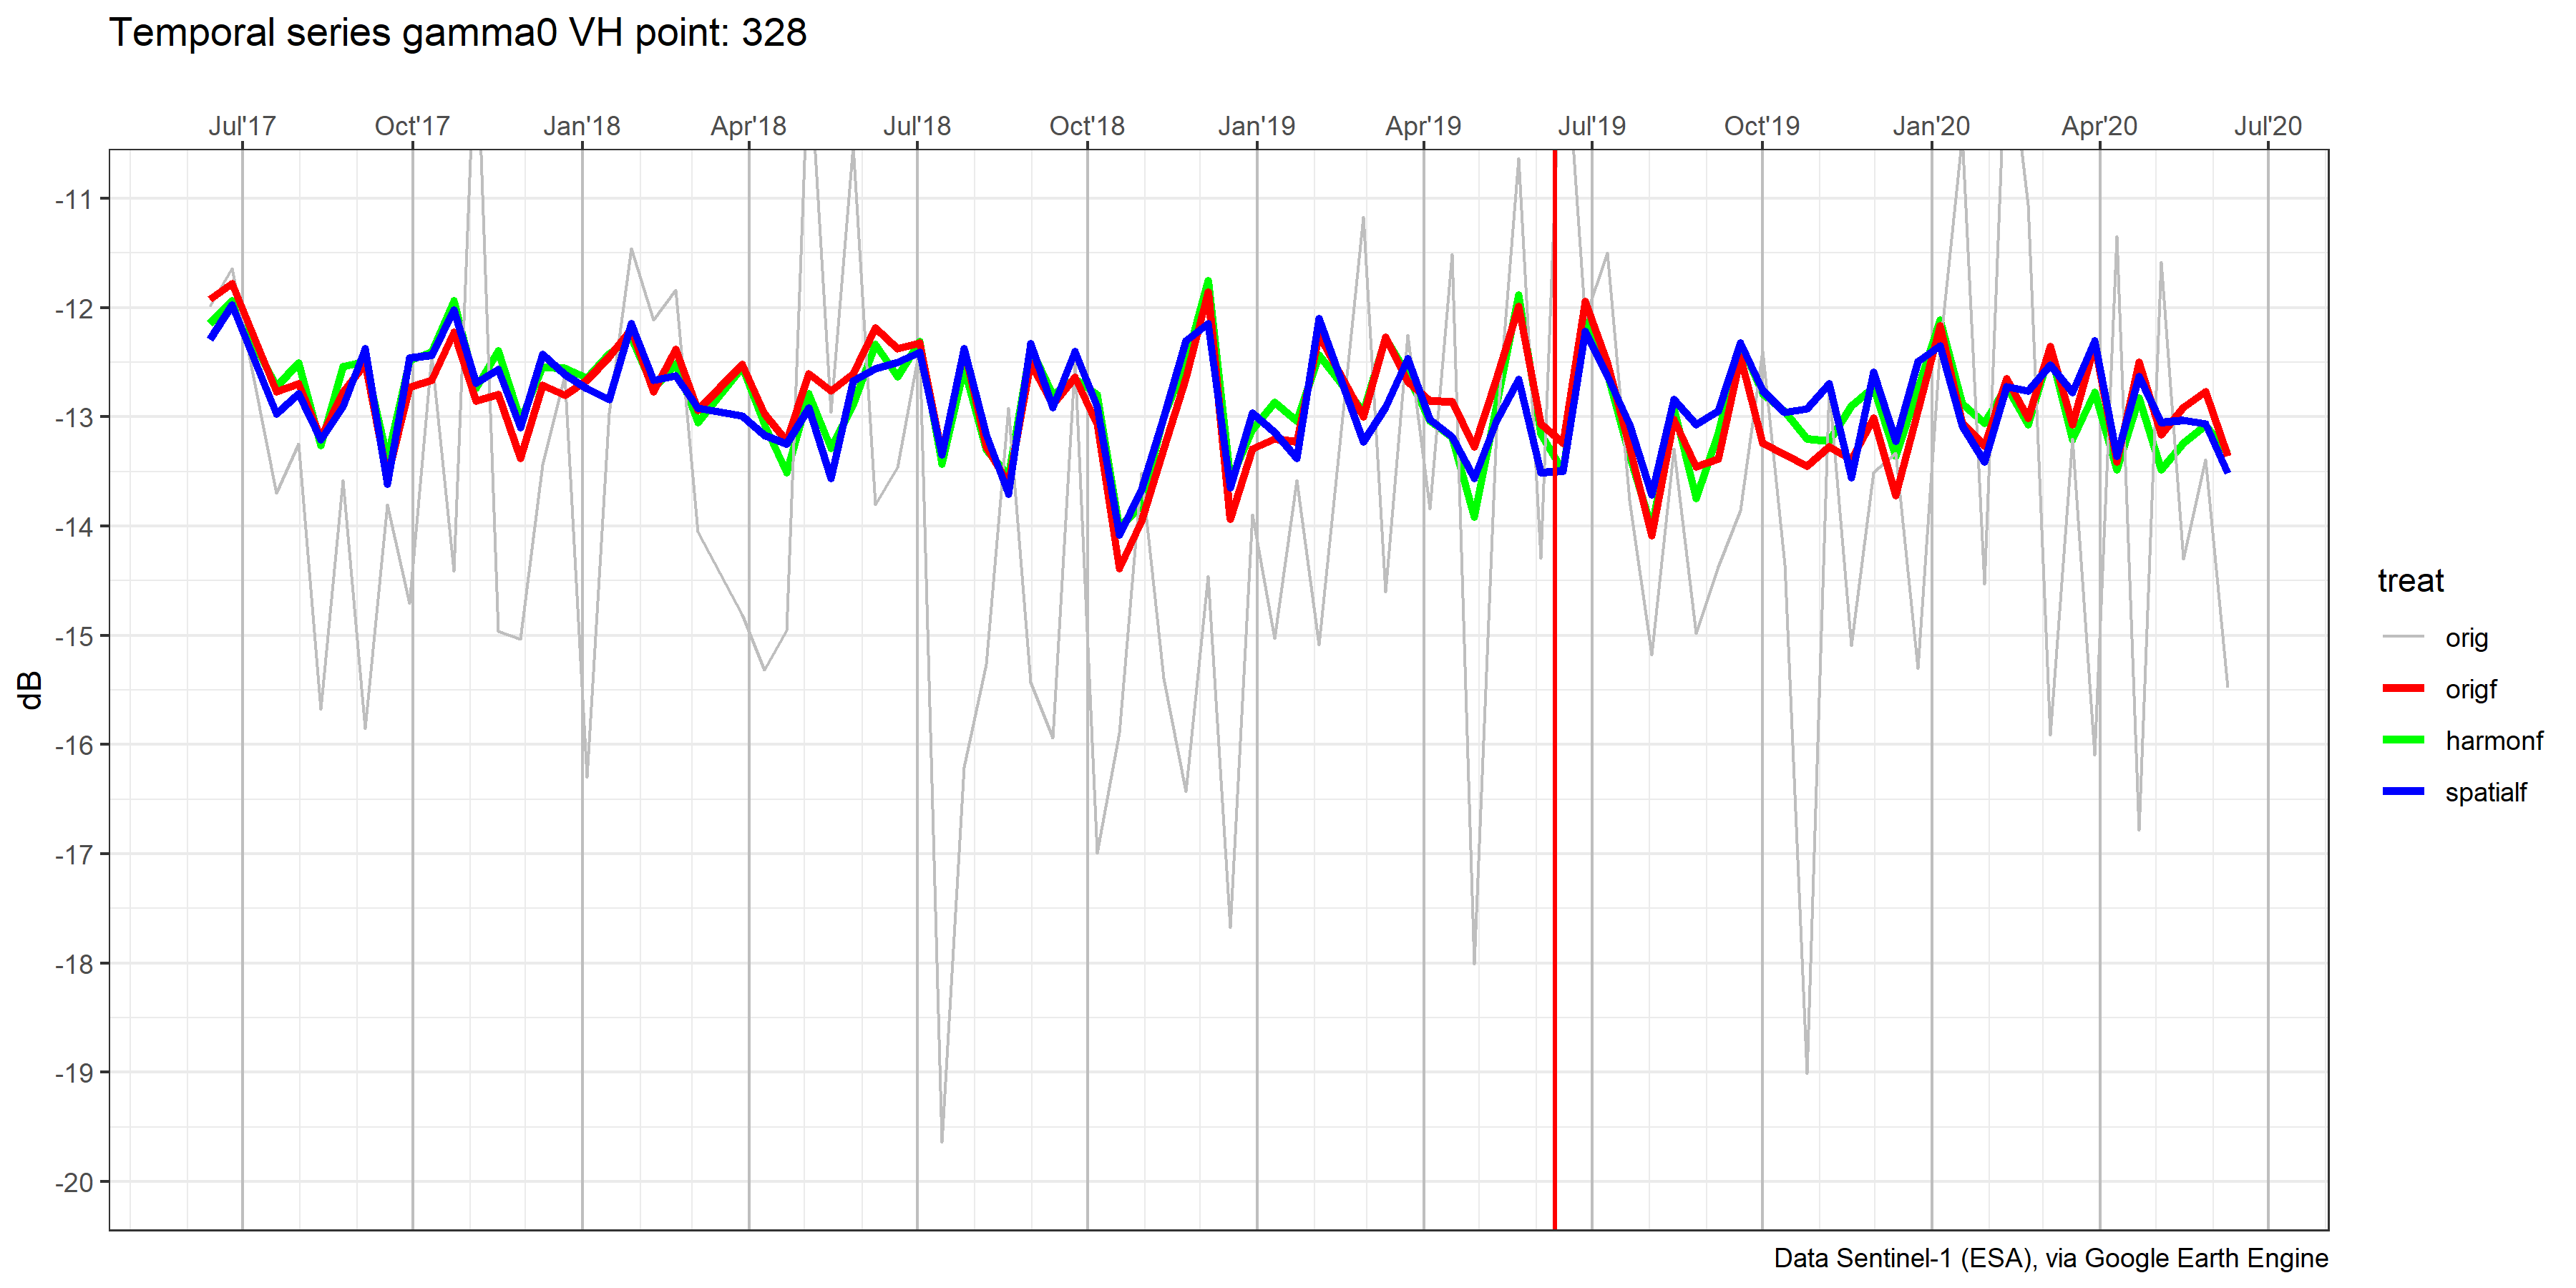 Temporal series gamma0 VH point: 328
Jul'17 Oct'17 Jan'18 Apr'18 Jul'18 Oct'18 Jan'19 Apr'19 Jul'19 Oct'19 Jan'20 Apr'20 Jul'20
-11
-12
-13
-14
-15
-16
-17
-18
-19
-20
dB
treat
orig
origf
harmonf
spatialf
Data Sentinel-1 (ESA), via Google Earth Engine